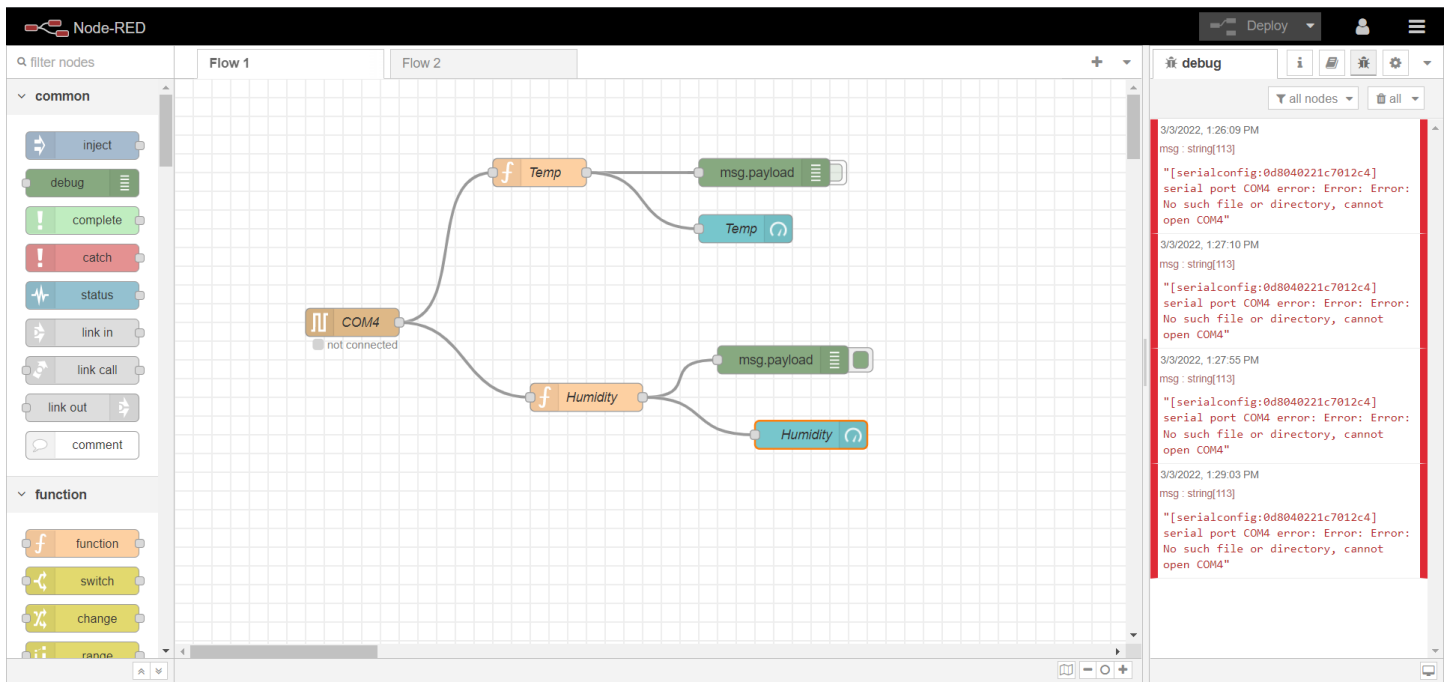 Node-RED
Deploy
filter nodes
Flow 1
Flow 2
debug
i
all nodes
all
common
inject
debug
complete
catch
status
link in
link call
link out
comment
function
function
switch
change
range
Temp
msg.payload
Temp
COM4
not connected
msg.payload
Humidity
Humidity
3/3/2022, 1:26:09 PM
msg : string[113]
"[serialconfig:0d8040221c7012c4]
serial port COM4 error: Error: Error:
No such file or directory, cannot
open COM4"
3/3/2022, 1:27:10 PM
msg : string[113]
"[serialconfig:0d8040221c7012c4]
serial port COM4 error: Error: Error:
No such file or directory, cannot
open COM4"
3/3/2022, 1:27:55 PM
msg : string[113]
"[serialconfig:0d8040221c7012c4]
serial port COM4 error: Error: Error:
No such file or directory, cannot
open COM4"
3/3/2022, 1:29:03 PM
msg : string[113]
"[serialconfig:0d8040221c7012c4]
serial port COM4 error: Error: Error:
No such file or directory, cannot
open COM4"